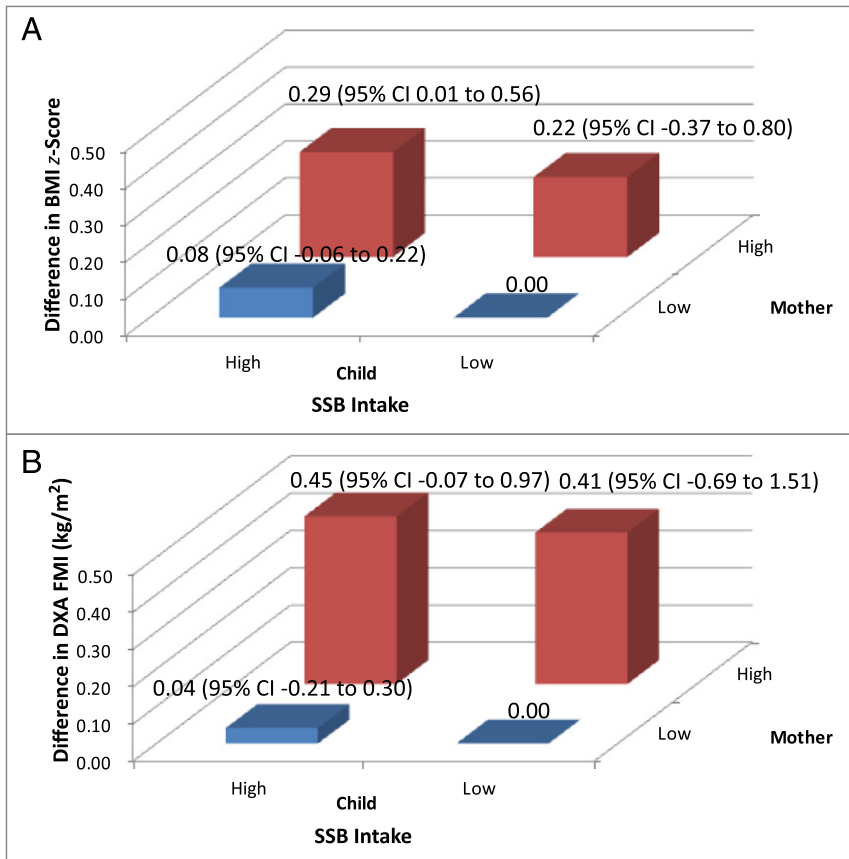 A
0.29 (95% CI 0.01 to 0.56)
0.22 (95% CI -0.37 to 0.80)
Difference in BMI z-Score
0.50
0.40
0.30
0.20
0.10
0.00
0.08 (95% CI -0.06 to 0.22)
0.00
High
Low
Mother
High
Low
Child
SSB Intake
B
0.45 (95% CI -0.07 to 0.97)
0.41 (95% CI -0.69 to 1.51)
Difference in DXA FMI (kg/m²)
0.50
0.40
0.30
0.20
0.10
0.00
0.04 (95% CI -0.21 to 0.30)
0.00
High
Low
Mother
High
Low
Child
SSB Intake